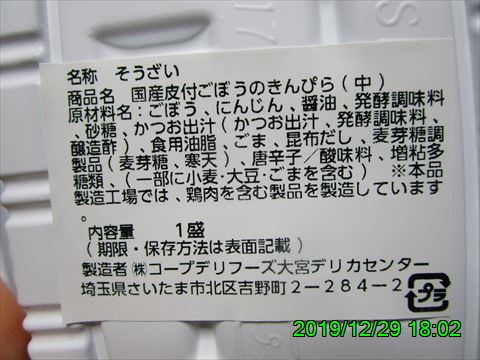 名称 そうざい
商品名 国産皮付ごぼうのきんぴら(中)
原材料名:ごぼう、にんじん、醤油、発酵調味料
、砂糖、かつお出汁(かつお出汁、発酵調味料、
醸造酢)、食用油脂、ごま、昆布だし、麦芽糖調
製品(麦芽糖、寒天)、唐辛子/酸味料、増粘多
糖類、(一部に小麦・大豆・ごまを含む) ※本品
製造工場では、鶏肉を含む製品を製造しています
。
内容量 1盛
(期限・保存方法は表面記載)
製造者 ㈱コープデリフーズ大宮デリカセンター
埼玉県さいたま市北区吉野町2-284-2
プラ
17
S
2019/12/29 18:02